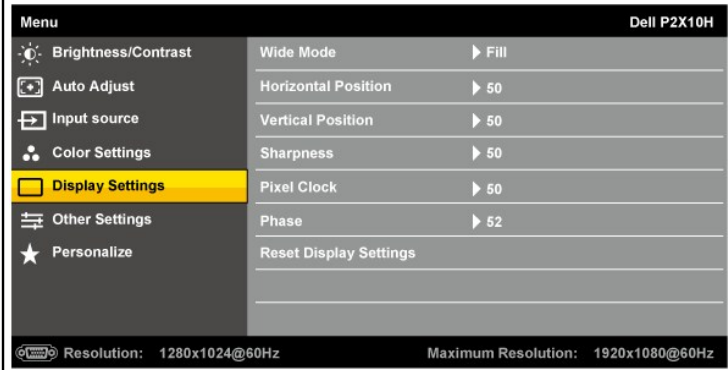 Menu Dell P2X10H
Brightness/Contrast Wide Mode Fill
Auto Adjust Horizontal Position 50
Input source Vertical Position 50
Color Settings Sharpness 50
Display Settings Pixel Clock 50
Other Settings Phase 52
Personalize Reset Display Settings
Resolution: 1280x1024@60Hz Maximum Resolution: 1920x1080@60Hz